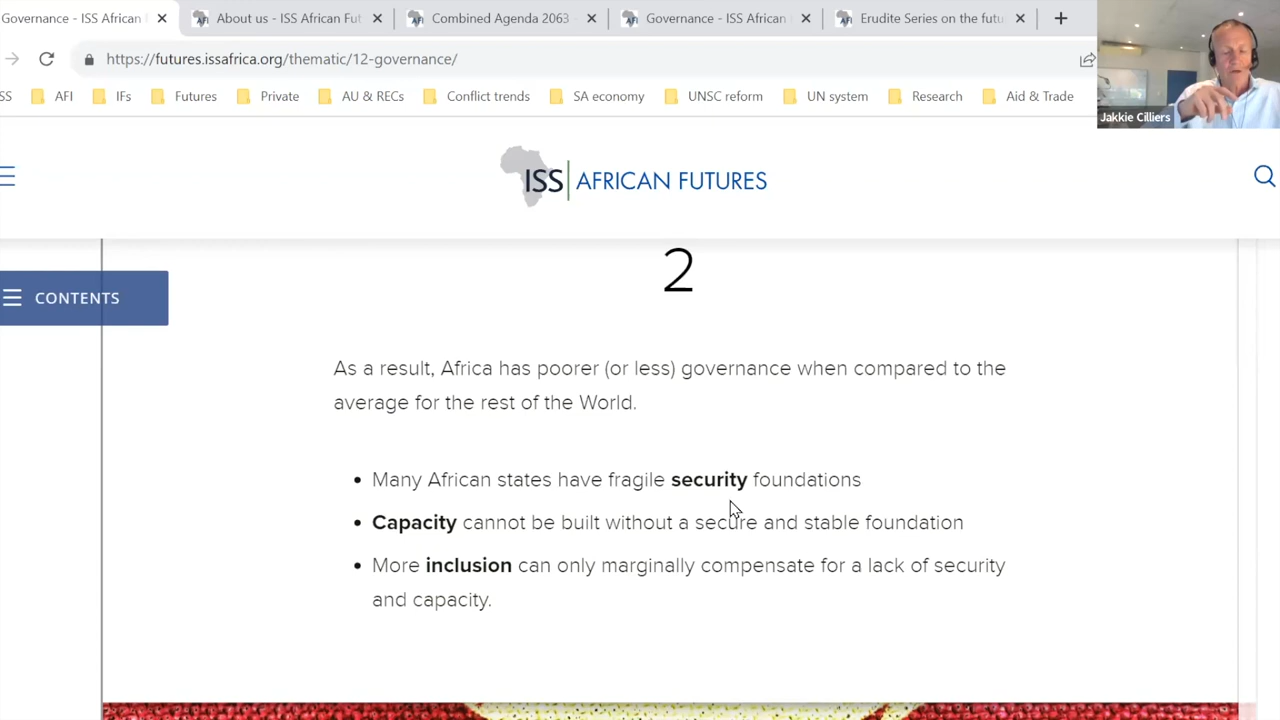 Governance - ISS African I
About us - ISS African Fut
Combined Agenda 2063
Governance - ISS African
Erudite Series on the futu
https://futures.issafrica.org/thematic/12-governance/
SS
AFI
IFs
Futures
Private
AU & RECs
Conflict trends
SA economy
UNSC reform
UN system
Research
Aid & Trade
Jakkie Cilliers
ISS AFRICAN FUTURES
CONTENTS
2
As a result, Africa has poorer (or less) governance when compared to the
average for the rest of the World.
Many African states have fragile security foundations
Capacity cannot be built without a secure and stable foundation
More inclusion can only marginally compensate for a lack of security
and capacity.